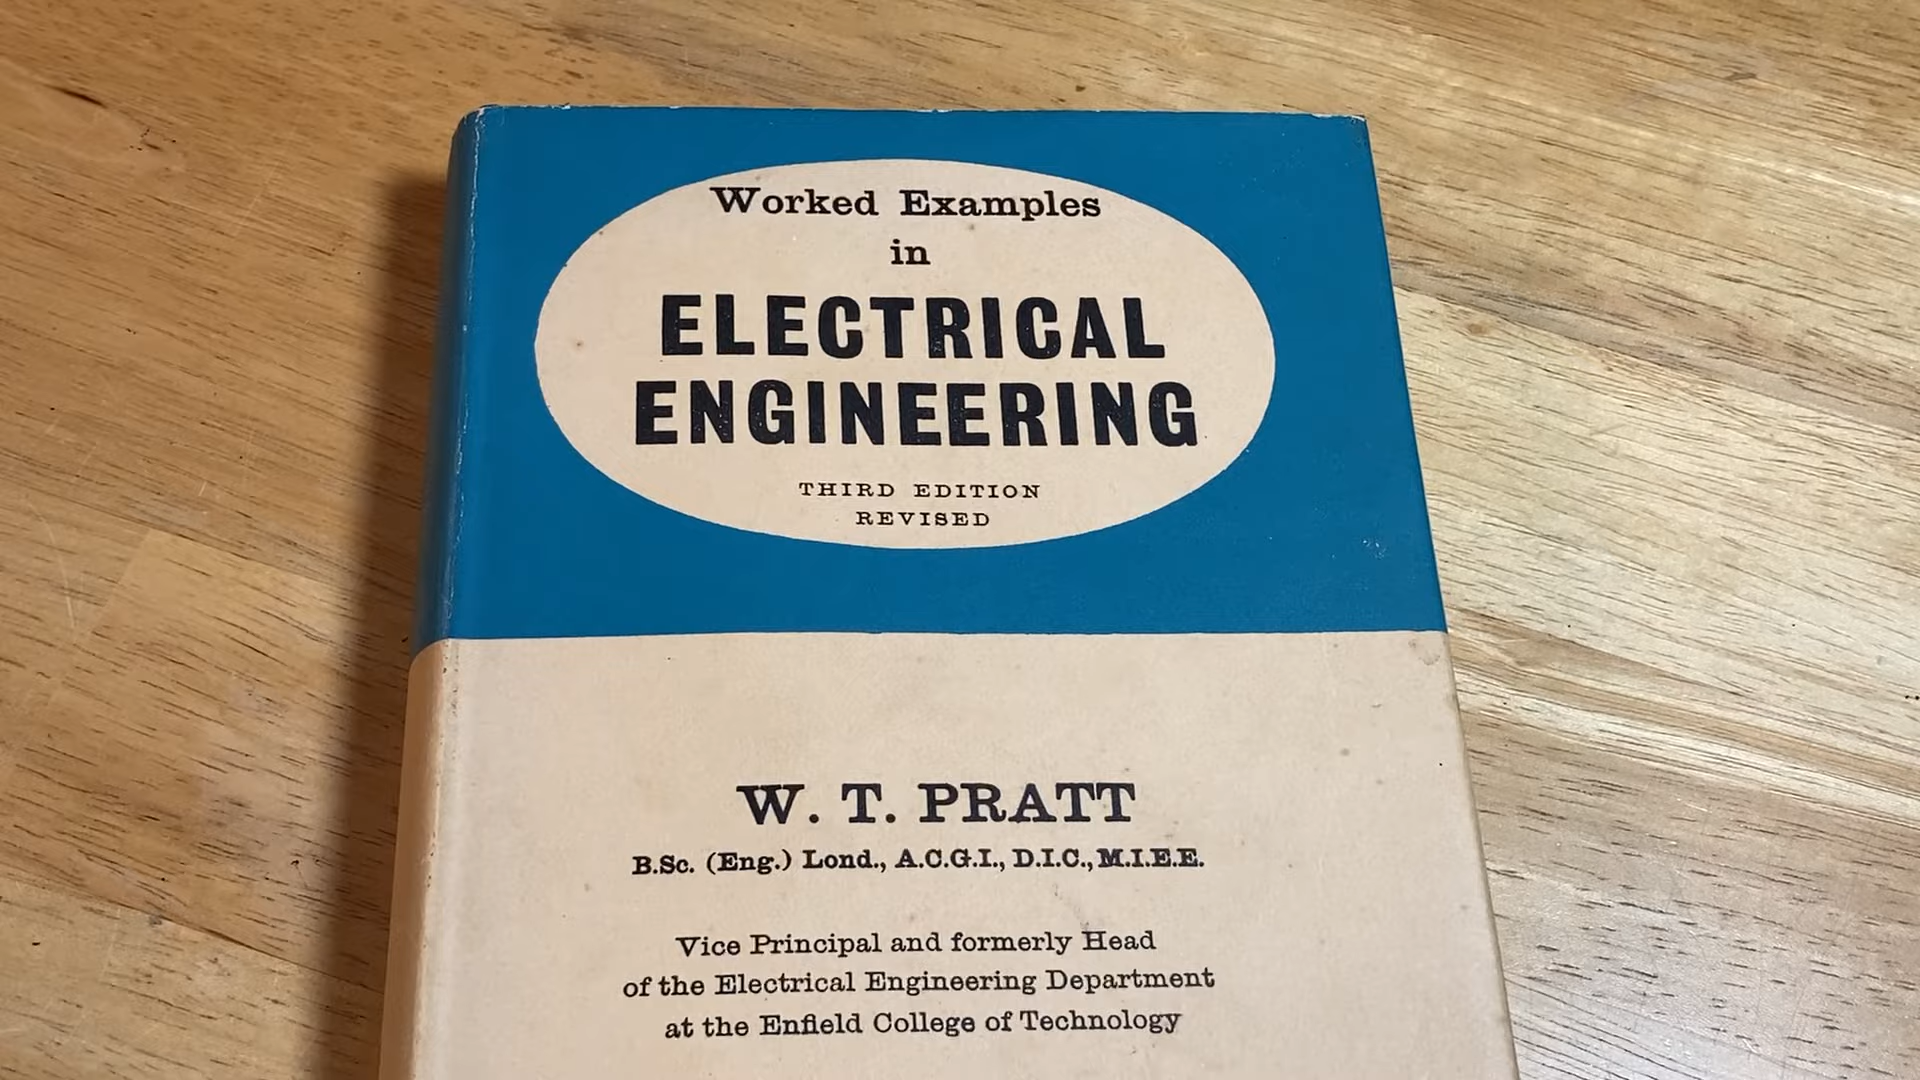 Worked Examples
in
ELECTRICAL
ENGINEERING
THIRD EDITION
REVISED
W. T. PRATT
B.Sc. (Eng.) Lond., A.C.G.I., D.I.C., M.I.E.E.
Vice Principal and formerly Head
of the Electrical Engineering Department
at the Enfield College of Technology